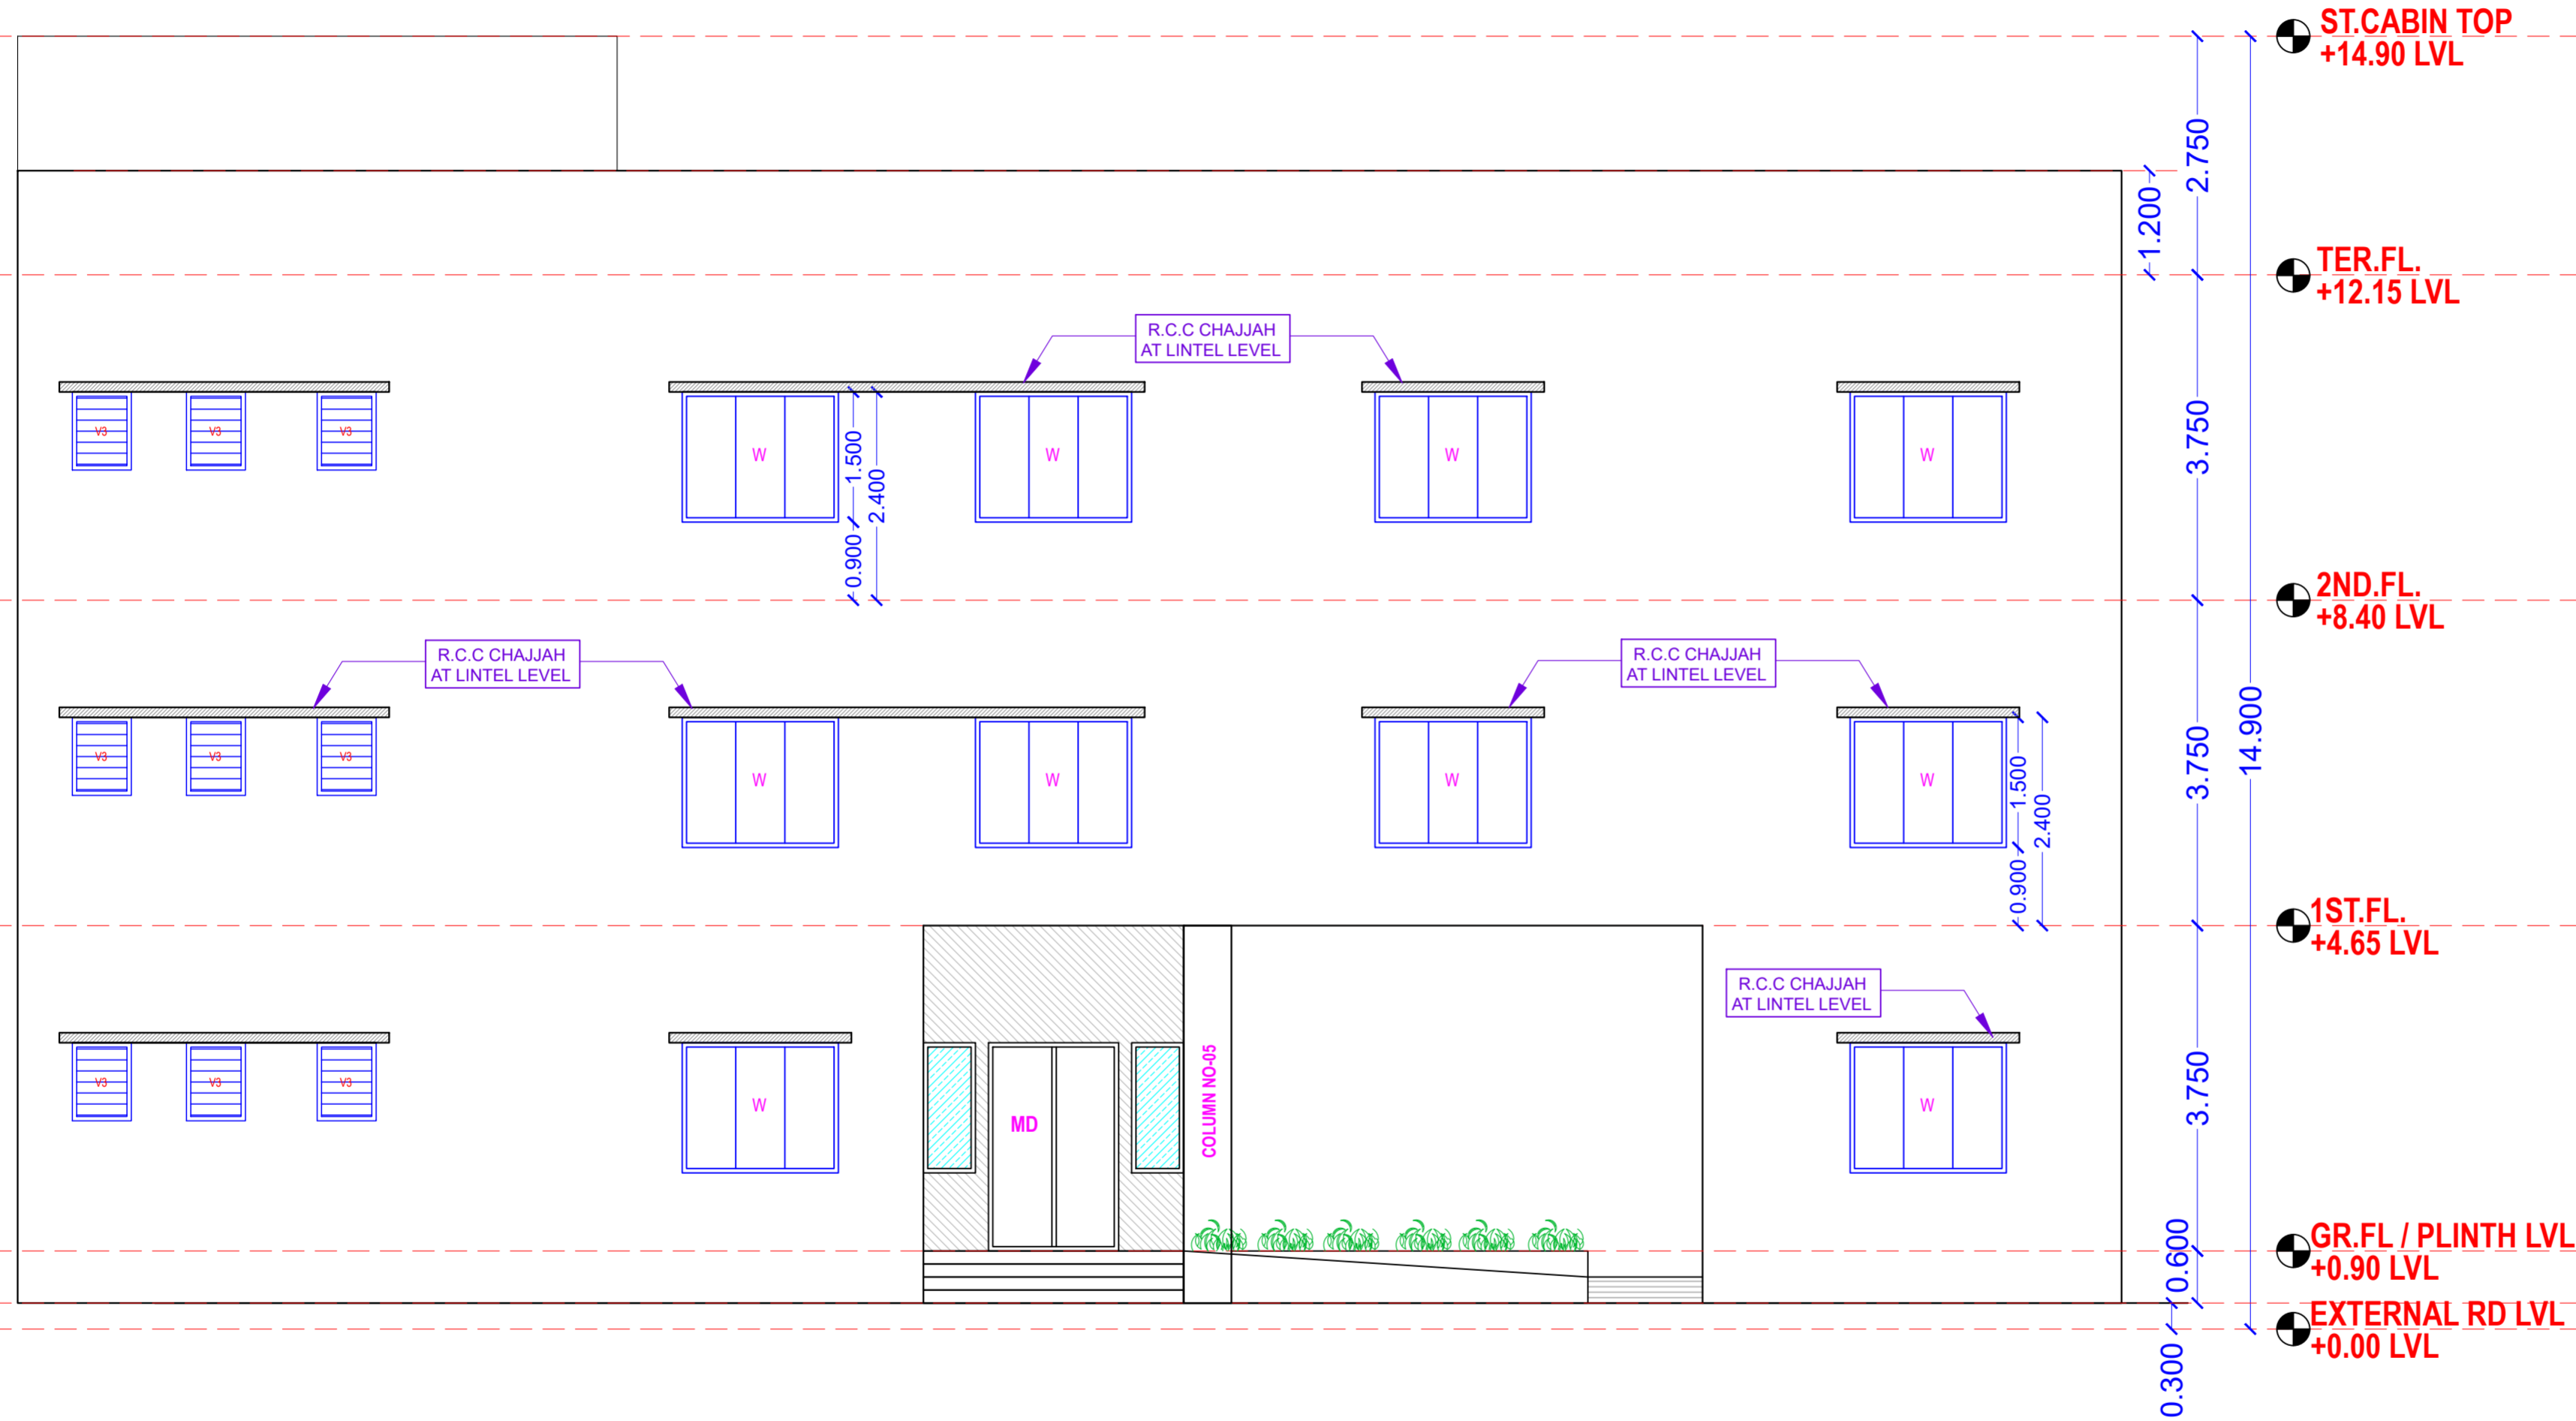 ST.CABIN TOP
+14.90 LVL
2.750
1.200
TER.FL.
+12.15 LVL
R.C.C CHAJJAH
AT LINTEL LEVEL
V3
V3
V3
W
W
W
W
1.500
2.400
0.900
3.750
2ND.FL.
+8.40 LVL
R.C.C CHAJJAH
AT LINTEL LEVEL
R.C.C CHAJJAH
AT LINTEL LEVEL
V3
V3
V3
W
W
W
W
1.500
2.400
0.900
3.750
14.900
1ST.FL.
+4.65 LVL
R.C.C CHAJJAH
AT LINTEL LEVEL
V3
V3
V3
W
MD
COLUMN NO-05
W
3.750
GR.FL / PLINTH LVL
+0.90 LVL
0.600
EXTERNAL RD LVL
+0.00 LVL
0.300